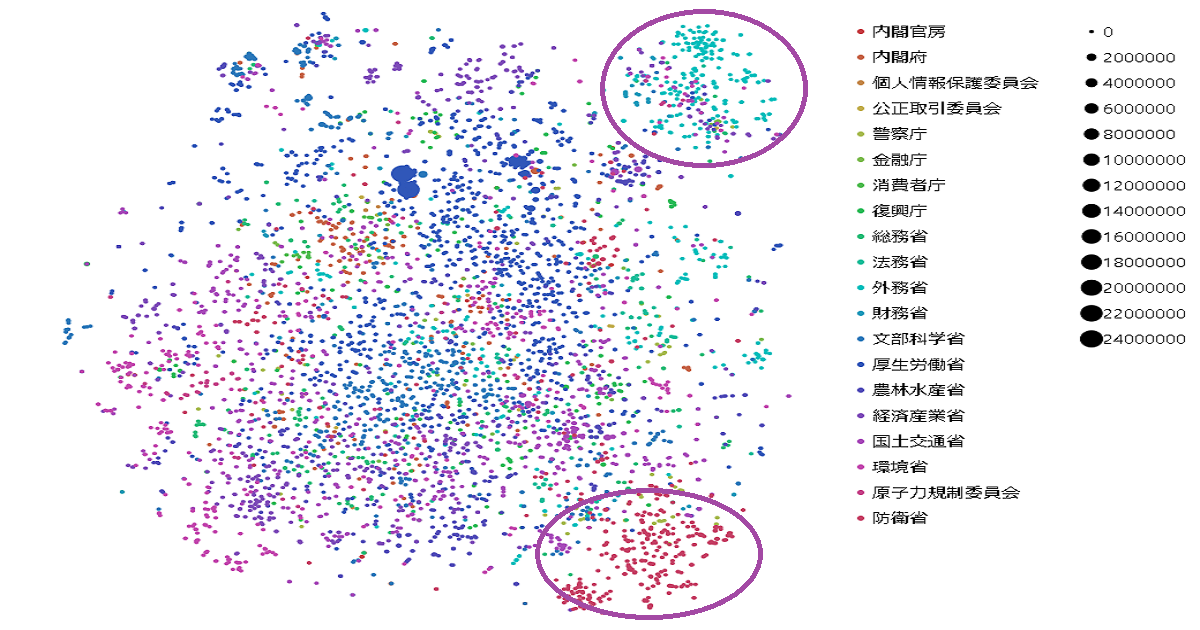 内閣官房
内閣府
個人情報保護委員会
公正取引委員会
警察庁
金融庁
消費者庁
復興庁
総務省
法務省
外務省
財務省
文部科学省
厚生労働省
農林水産省
経済産業省
国土交通省
環境省
原子力規制委員会
防衛省
0
2000000
4000000
6000000
8000000
10000000
12000000
14000000
16000000
18000000
20000000
22000000
24000000